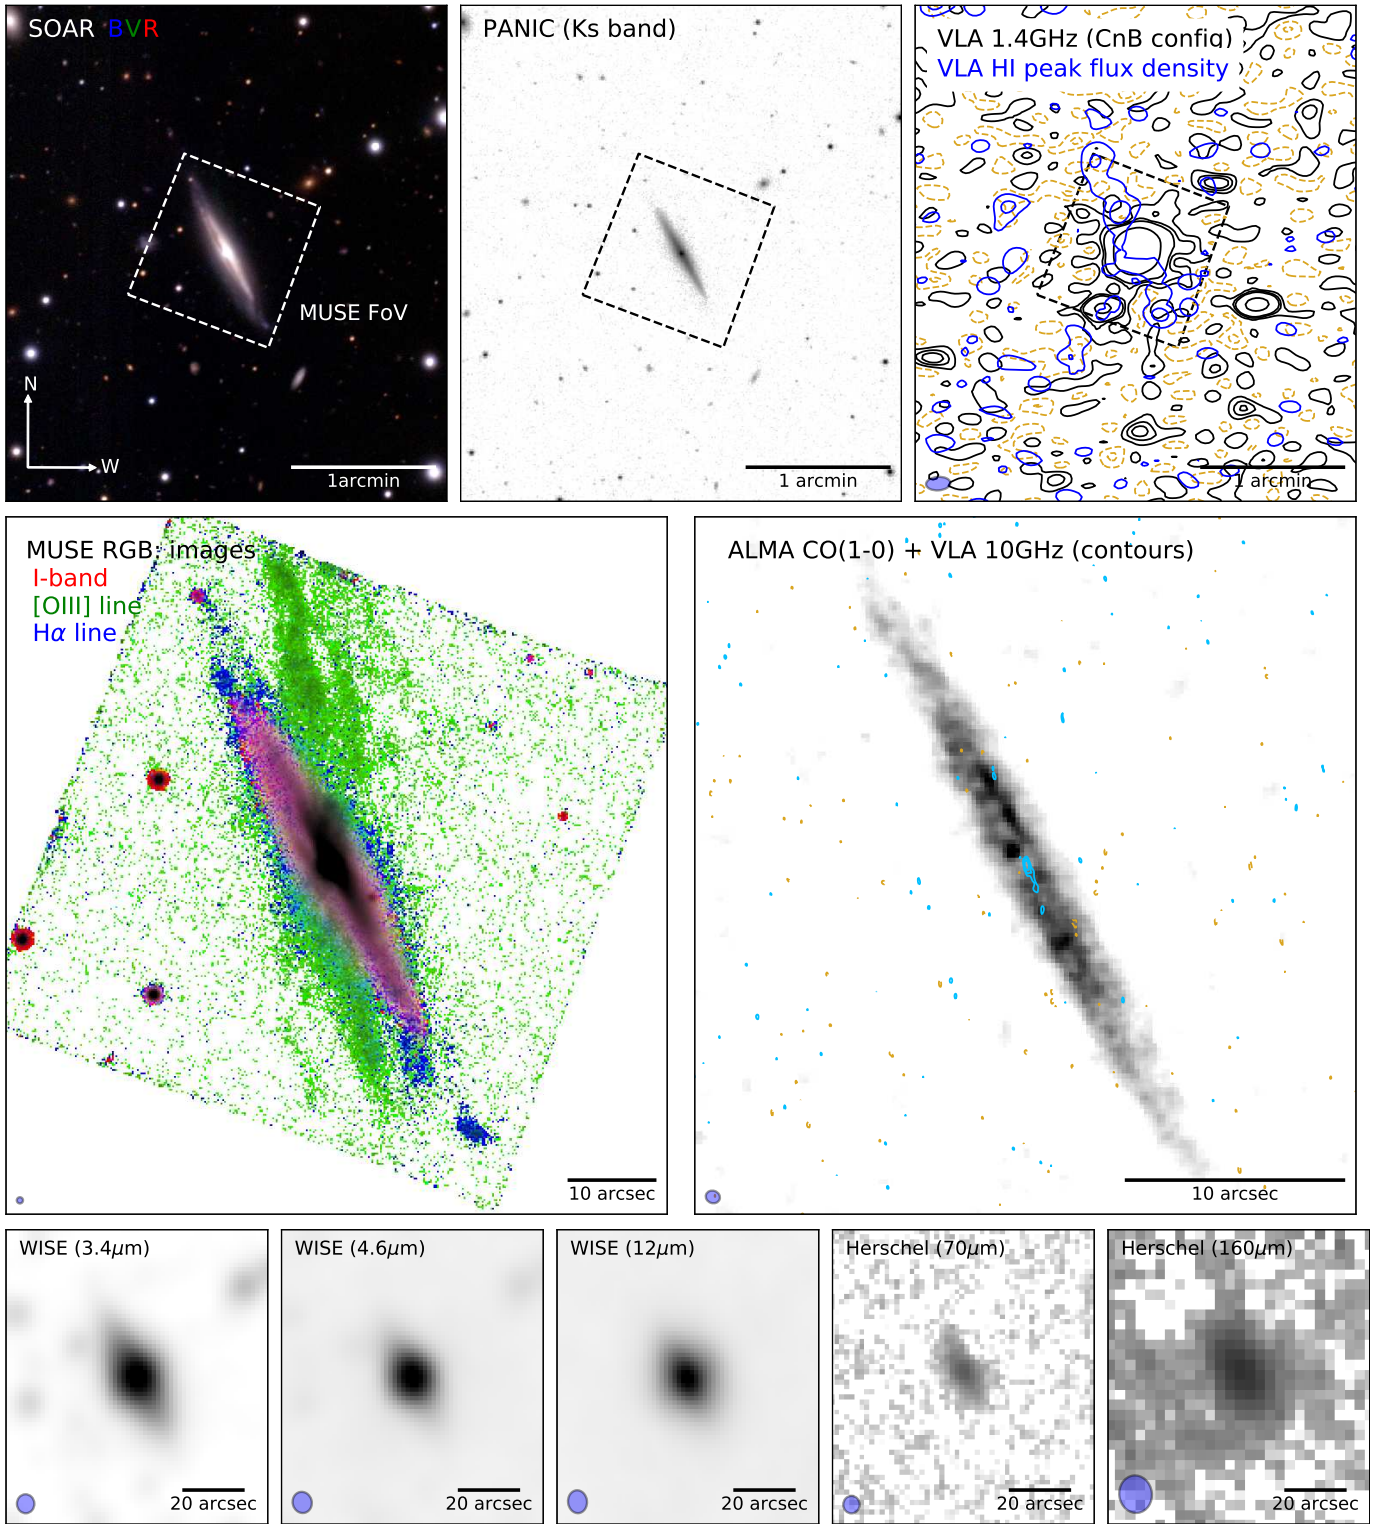 SOAR BVR
MUSE FoV
N
W
1arcmin
PANIC (Ks band)
1 arcmin
VLA 1.4GHz (CnB config)
VLA HI peak flux density
1 arcmin
MUSE RGB: images
I-band
[OIII] line
Hα line
10 arcsec
ALMA CO(1-0) + VLA 10GHz (contours)
10 arcsec
WISE (3.4μm)
20 arcsec
WISE (4.6μm)
20 arcsec
WISE (12μm)
20 arcsec
Herschel (70μm)
20 arcsec
Herschel (160μm)
20 arcsec